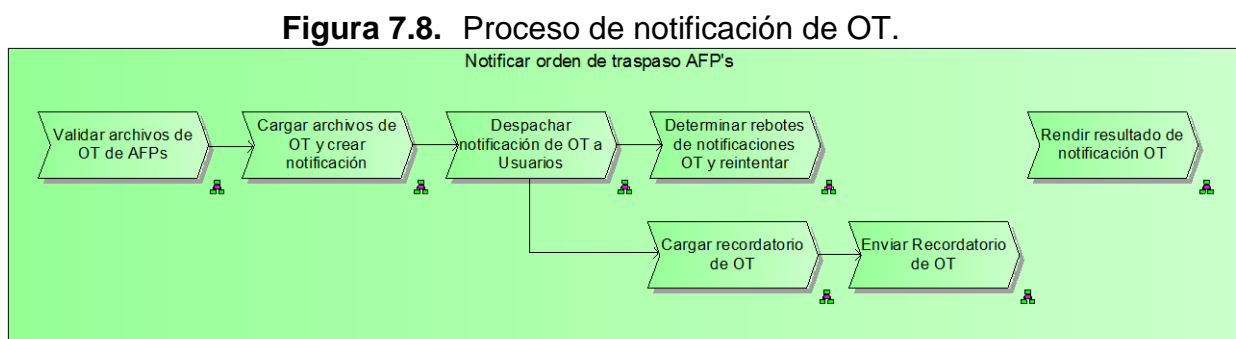 Figura 7.8. Proceso de notificación de OT.
Notificar orden de traspaso AFP's
Validar archivos de
OT de AFPs
Cargar archivos de
OT y crear
notificación
Despachar
notificación de OT a
Usuarios
Determinar rebotes
de notificaciones
OT y reintentar
Rendir resultado de
notificación OT
Cargar recordatorio
de OT
Enviar Recordatorio
de OT